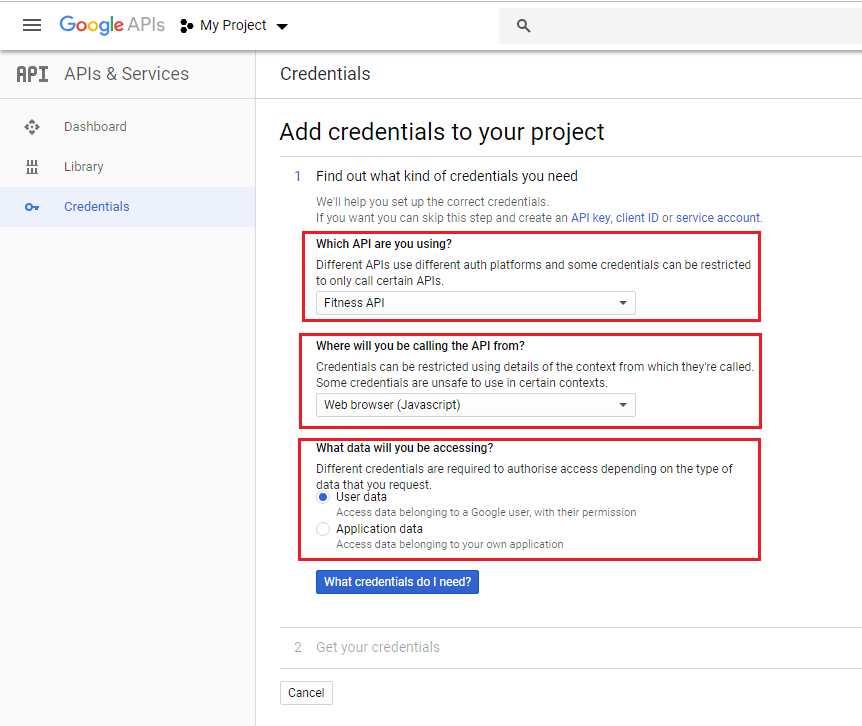 Google APIs My Project
API APIs & Services
Credentials
Dashboard
Library
Credentials
Add credentials to your project
1 Find out what kind of credentials you need
We'll help you set up the correct credentials.
If you want you can skip this step and create an API key, client ID or service account.
Which API are you using?
Different APIs use different auth platforms and some credentials can be restricted
to only call certain APIs.
Fitness API
Where will you be calling the API from?
Credentials can be restricted using details of the context from which they're called.
Some credentials are unsafe to use in certain contexts.
Web browser (Javascript)
What data will you be accessing?
Different credentials are required to authorise access depending on the type of
data that you request.
User data
Access data belonging to a Google user, with their permission
Application data
Access data belonging to your own application
What credentials do I need?
2 Get your credentials
Cancel